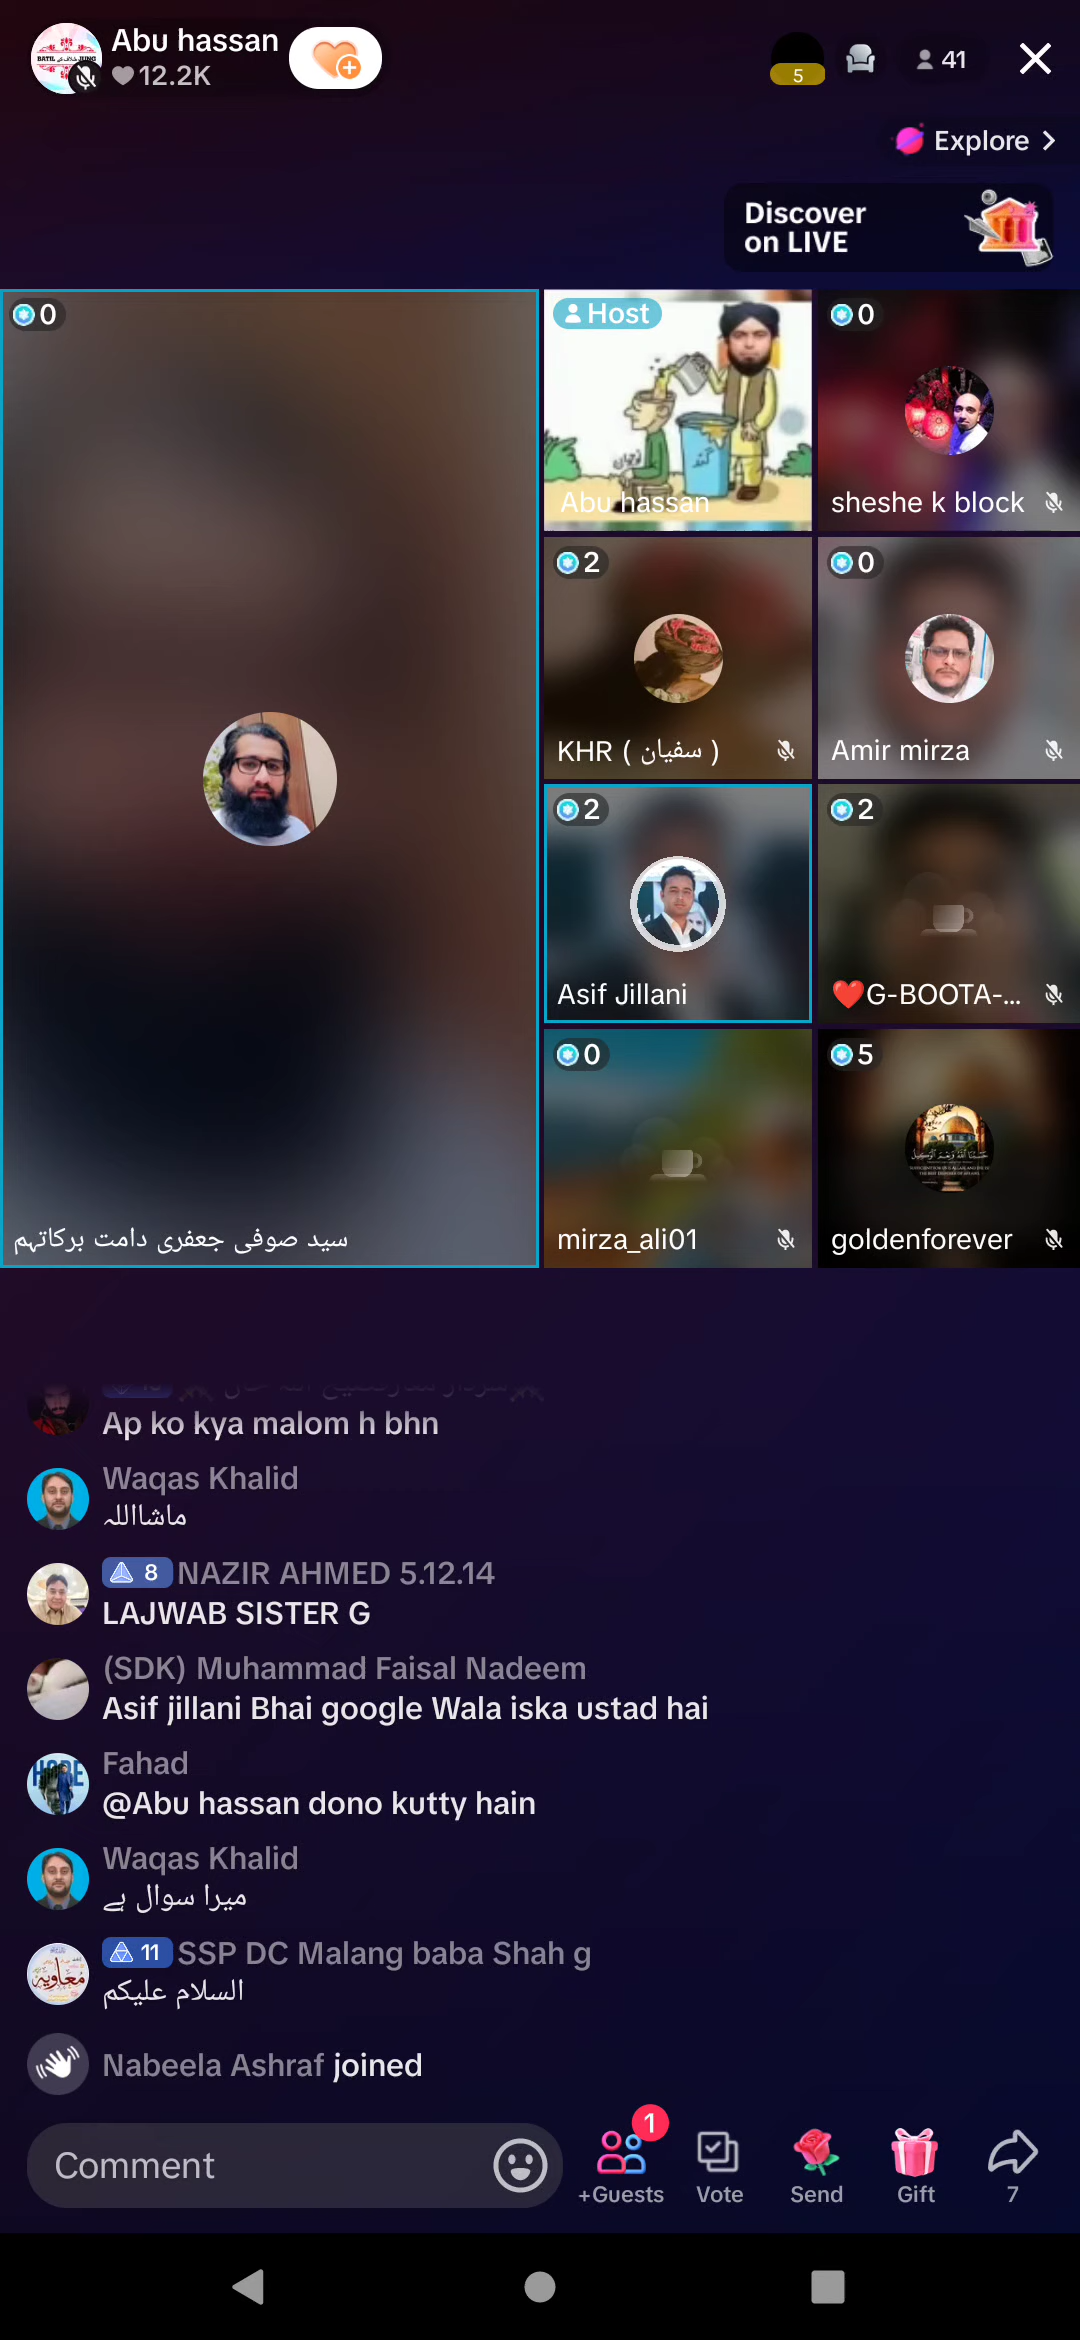 Abu hassan
12.2K
5
41
Explore
Discover
on LIVE
0
Host
Abu hassan
نوجوان
0
sheshe k block
2
KHR ( سفیان )
0
Amir mirza
2
Asif Jillani
2
❤️G-BOOTA-...
0
mirza_ali01
5
goldenforever
سید صوفی جعفری دامت برکاتہم
Ap ko kya malom h bhn
Waqas Khalid
ماشااللہ
8 NAZIR AHMED 5.12.14
LAJWAB SISTER G
(SDK) Muhammad Faisal Nadeem
Asif jillani Bhai google Wala iska ustad hai
Fahad
@Abu hassan dono kutty hain
Waqas Khalid
میرا سوال ہے
11 SSP DC Malang baba Shah g
السلام علیکم
Nabeela Ashraf joined
Comment
1
+Guests
Vote
Send
Gift
7